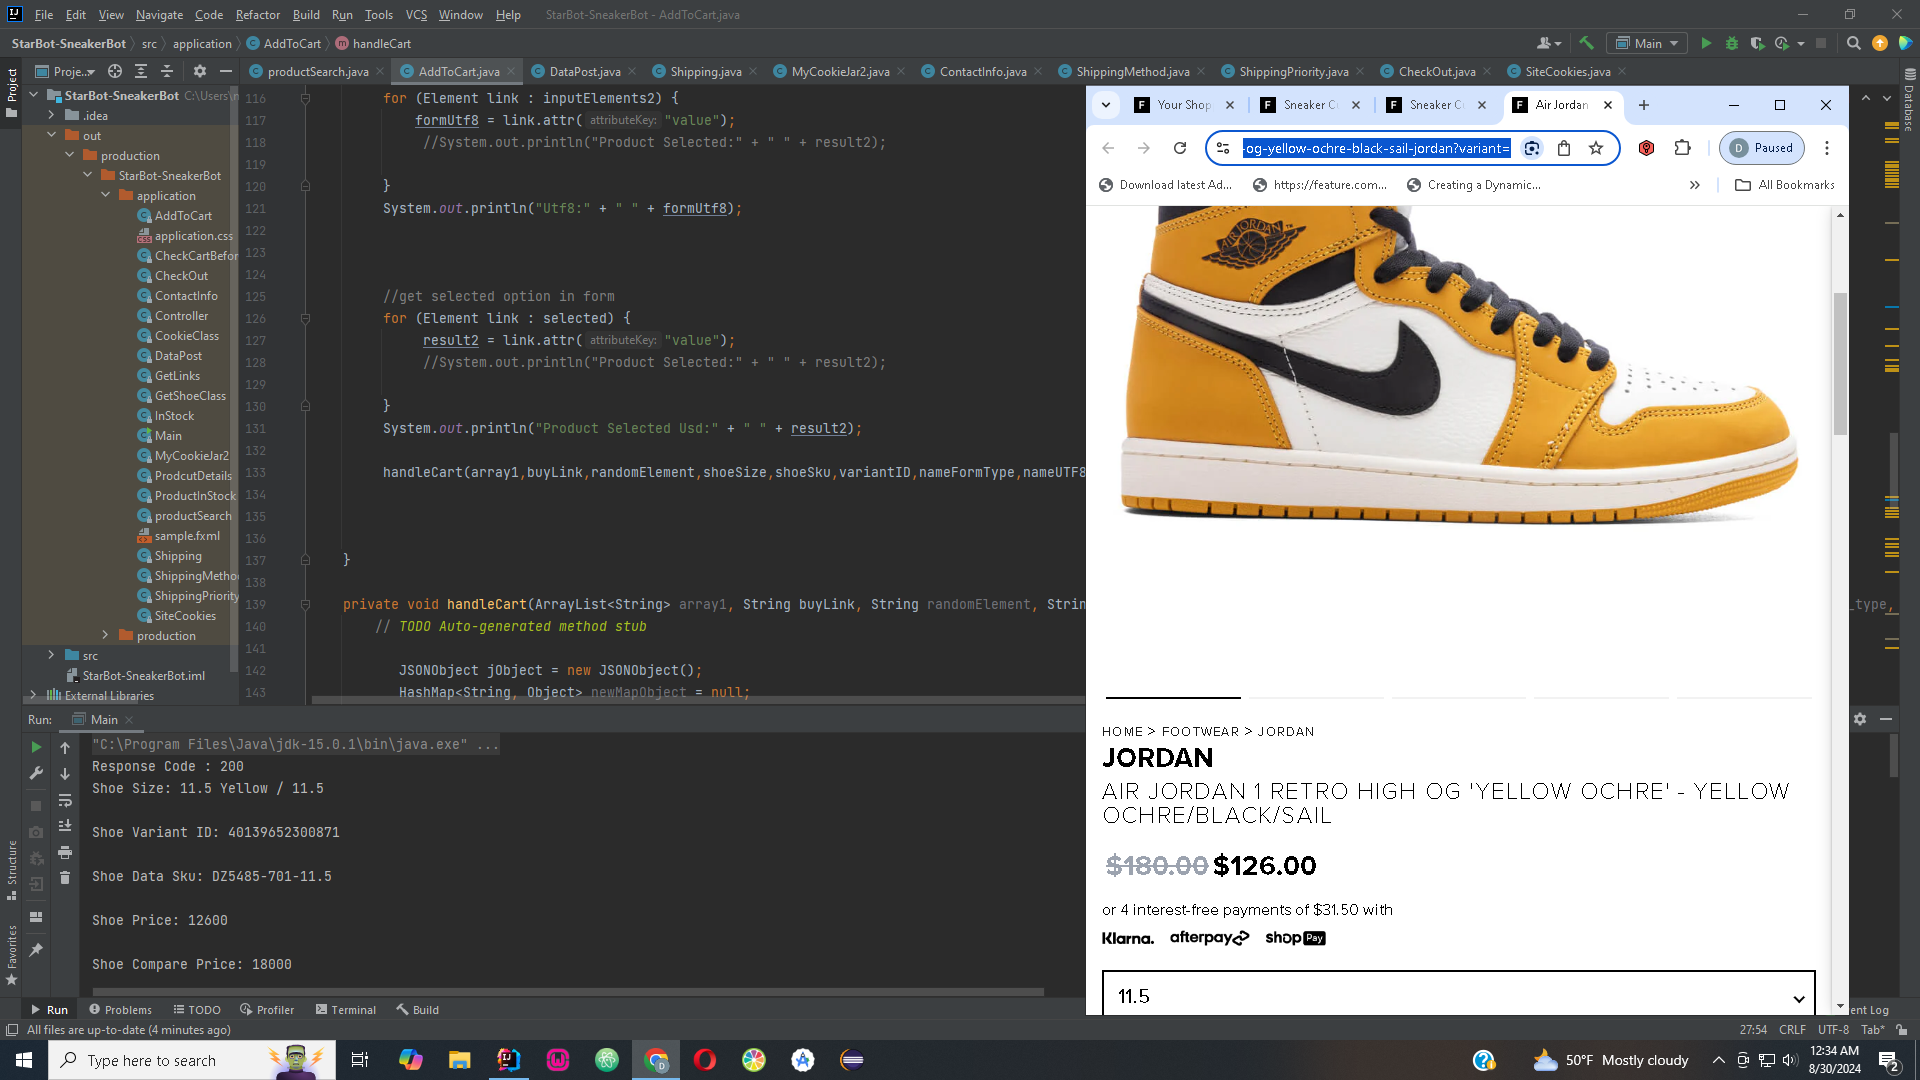 File Edit View Navigate Code Refactor Build Run Tools VCS Window Help StarBot-SneakerBot - AddToCart.java
StarBot-SneakerBot src application AddToCart handleCart Main
Project Proje... productSearch.java AddToCart.java DataPost.java Shipping.java MyCookieJar2.java ContactInfo.java ShippingMethod.java ShippingPriority.java CheckOut.java SiteCookies.java Database
StarBot-SneakerBot C:\Users\
.idea
out
production
StarBot-SneakerBot
application
AddToCart
application.css
CheckCartBefor
CheckOut
ContactInfo
Controller
CookieClass
DataPost
GetLinks
GetShoeClass
InStock
Main
MyCookieJar2
ProdcutDetails
ProductInStock
productSearch
sample.fxml
Shipping
ShippingMetho
ShippingPriority
SiteCookies
production
src
StarBot-SneakerBot.iml
External Libraries
116 for (Element link : inputElements2) {
117 formUtf8 = link.attr( attributeKey: "value");
118 //System.out.println("Product Selected:" + " " + result2);
119
120 }
121 System.out.println("Utf8:" + " " + formUtf8);
122
123
124
125 //get selected option in form
126 for (Element link : selected) {
127 result2 = link.attr( attributeKey: "value");
128 //System.out.println("Product Selected:" + " " + result2);
129
130 }
131 System.out.println("Product Selected Usd:" + " " + result2);
132
133 handleCart(array1,buyLink,randomElement,shoeSize,shoeSku,variantID,nameFormType,nameUTF8
134
135
136
137 }
138
139 private void handleCart(ArrayList<String> array1, String buyLink, String randomElement, Strin
_type,
140 // TODO Auto-generated method stub
141
142 JSONObject jObject = new JSONObject();
143 HashMap<String, Object> newMapObject = null;
Your Shop Sneaker C Sneaker C Air Jordan
-og-yellow-ochre-black-sail-jordan?variant= D Paused
Download latest Ad... https://feature.com... Creating a Dynamic... » All Bookmarks
AIR JORDAN TM
HOME > FOOTWEAR > JORDAN
JORDAN
AIR JORDAN 1 RETRO HIGH OG 'YELLOW OCHRE' - YELLOW
OCHRE/BLACK/SAIL
$180.00 $126.00
or 4 interest-free payments of $31.50 with
Klarna. afterpay shop Pay
11.5
Run: Main
"C:\Program Files\Java\jdk-15.0.1\bin\java.exe" ...
Response Code : 200
Shoe Size: 11.5 Yellow / 11.5
Shoe Variant ID: 40139652300871
Shoe Data Sku: DZ5485-701-11.5
Shoe Price: 12600
Shoe Compare Price: 18000
Structure
Favorites
Run Problems TODO Profiler Terminal Build ent Log
All files are up-to-date (4 minutes ago) 27:54 CRLF UTF-8 Tab*
Type here to search 50°F Mostly cloudy 12:34 AM
8/30/2024
2